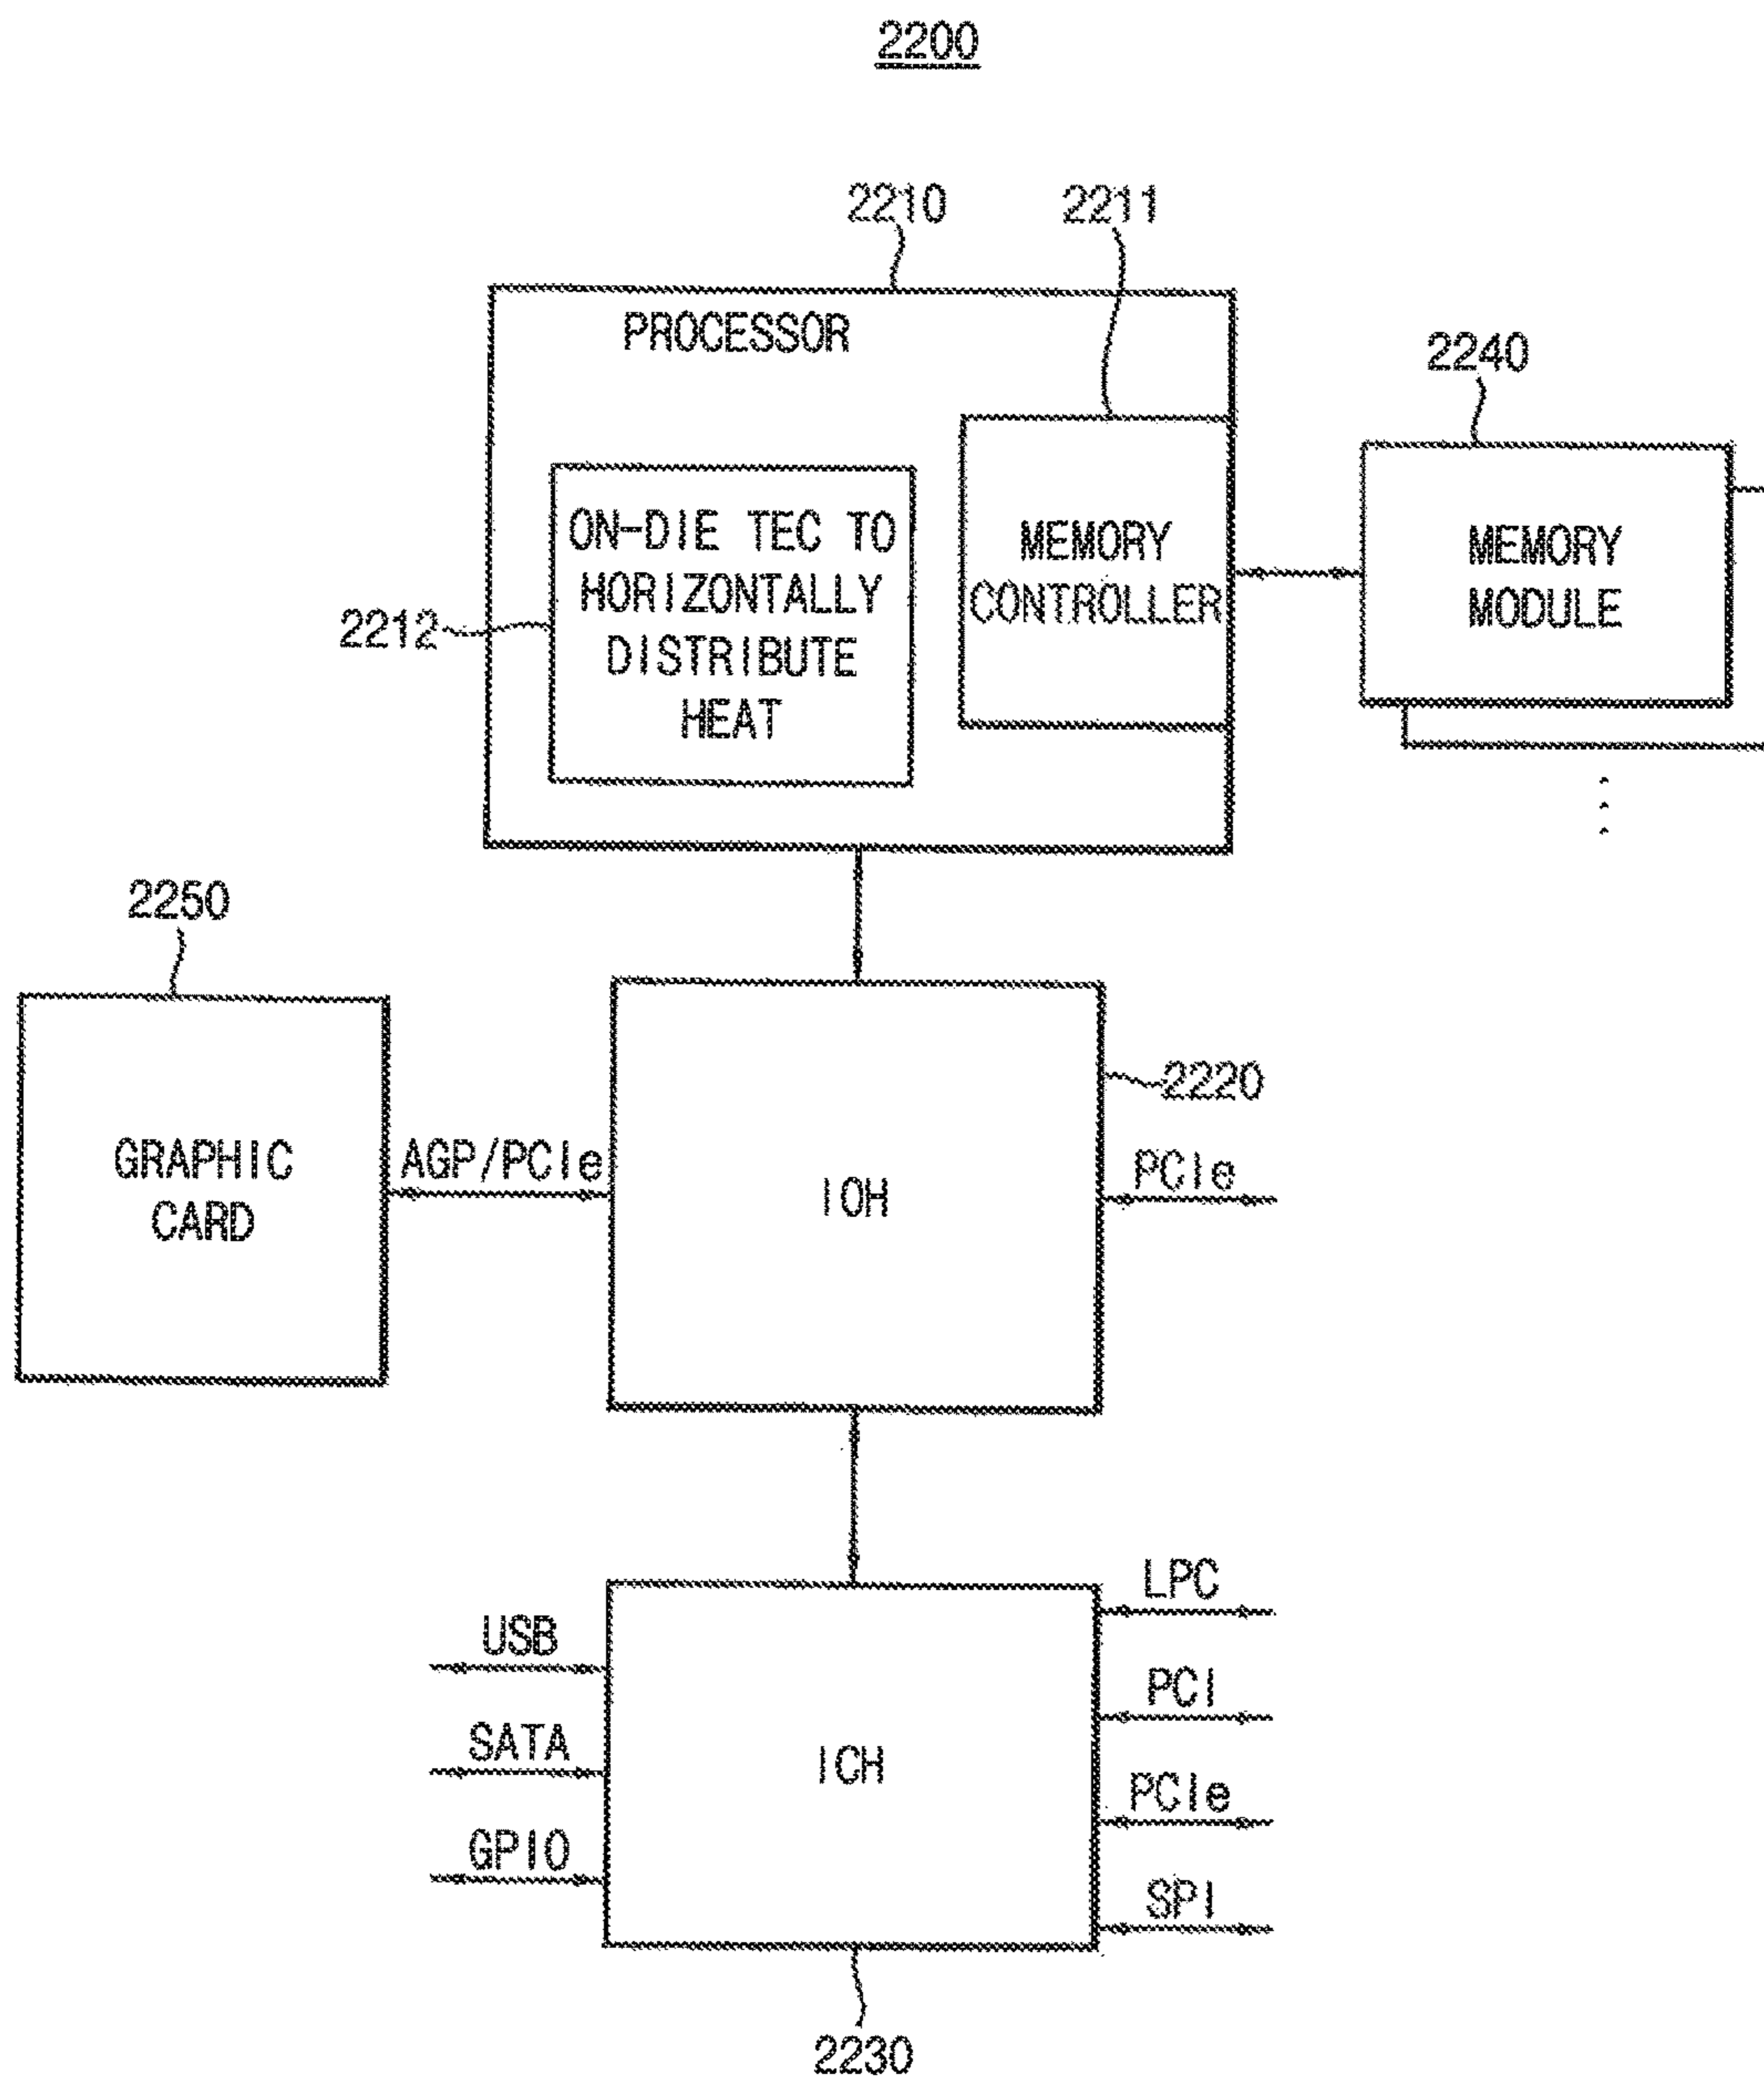 2200
2210
2211
PROCESSOR
2240
ON-DIE TEC TO
HORIZONTALLY
DISTRIBUTE
HEAT
2212
MEMORY
CONTROLLER
MEMORY
MODULE
2250
GRAPHIC
CARD
AGP/PCIe
IOH
2220
PCIe
USB
SATA
GPIO
ICH
LPC
PCI
PCIe
SPI
2230